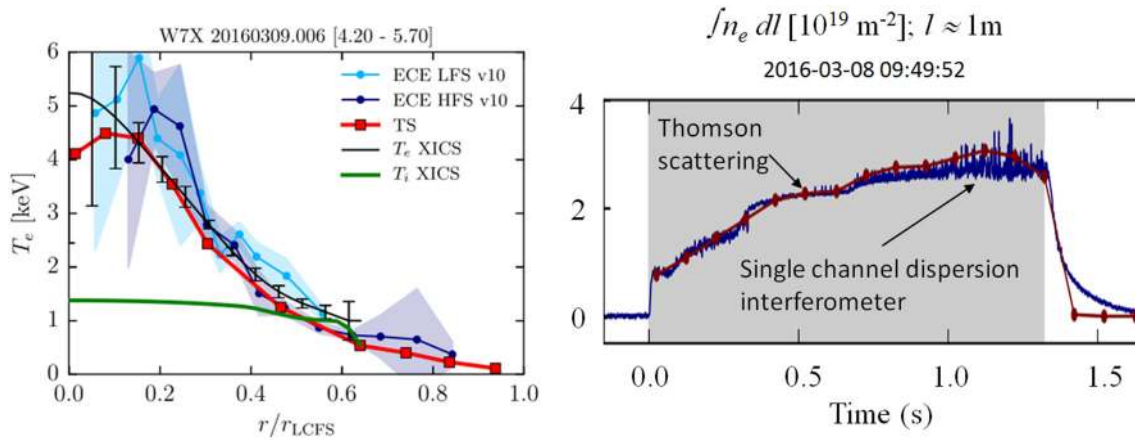 W7X 20160309.006 [4.20 - 5.70]
6
5
4
3
2
1
0
T_e [keV]
ECE LFS v10
ECE HFS v10
TS
T_e XICS
T_i XICS
0.0 0.2 0.4 0.6 0.8 1.0
r/r_LCFS
∫n_e dl [10^19 m^-2]; l ≈ 1m
2016-03-08 09:49:52
4
2
0
Thomson
scattering
Single channel dispersion
interferometer
0.0 0.5 1.0 1.5
Time (s)